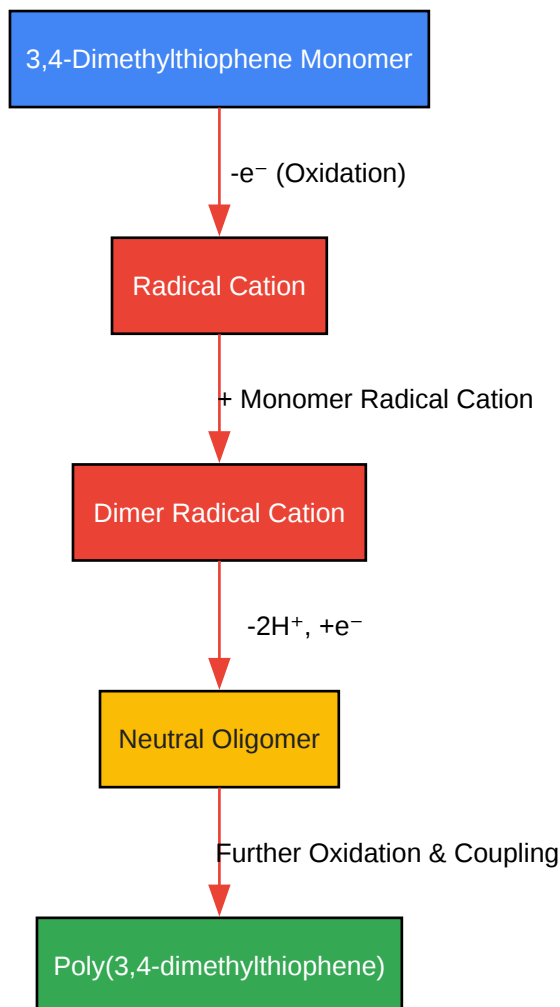 3,4-Dimethylthiophene Monomer
-e⁻ (Oxidation)
Radical Cation
+ Monomer Radical Cation
Dimer Radical Cation
-2H⁺, +e⁻
Neutral Oligomer
Further Oxidation & Coupling
Poly(3,4-dimethylthiophene)